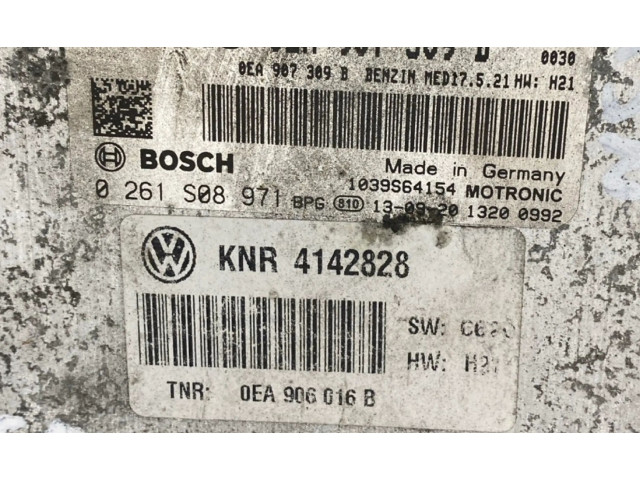 0030
0EA 907 309 B BENZIN MED17.5.21 HW: H21
BOSCH
Made in Germany
1039S64154 MOTRONIC
0 261 S08 971 BPG 810 13-09-20 1320 0992
KNR 4142828
SW:
HW:
TNR: 0EA 906 016 B